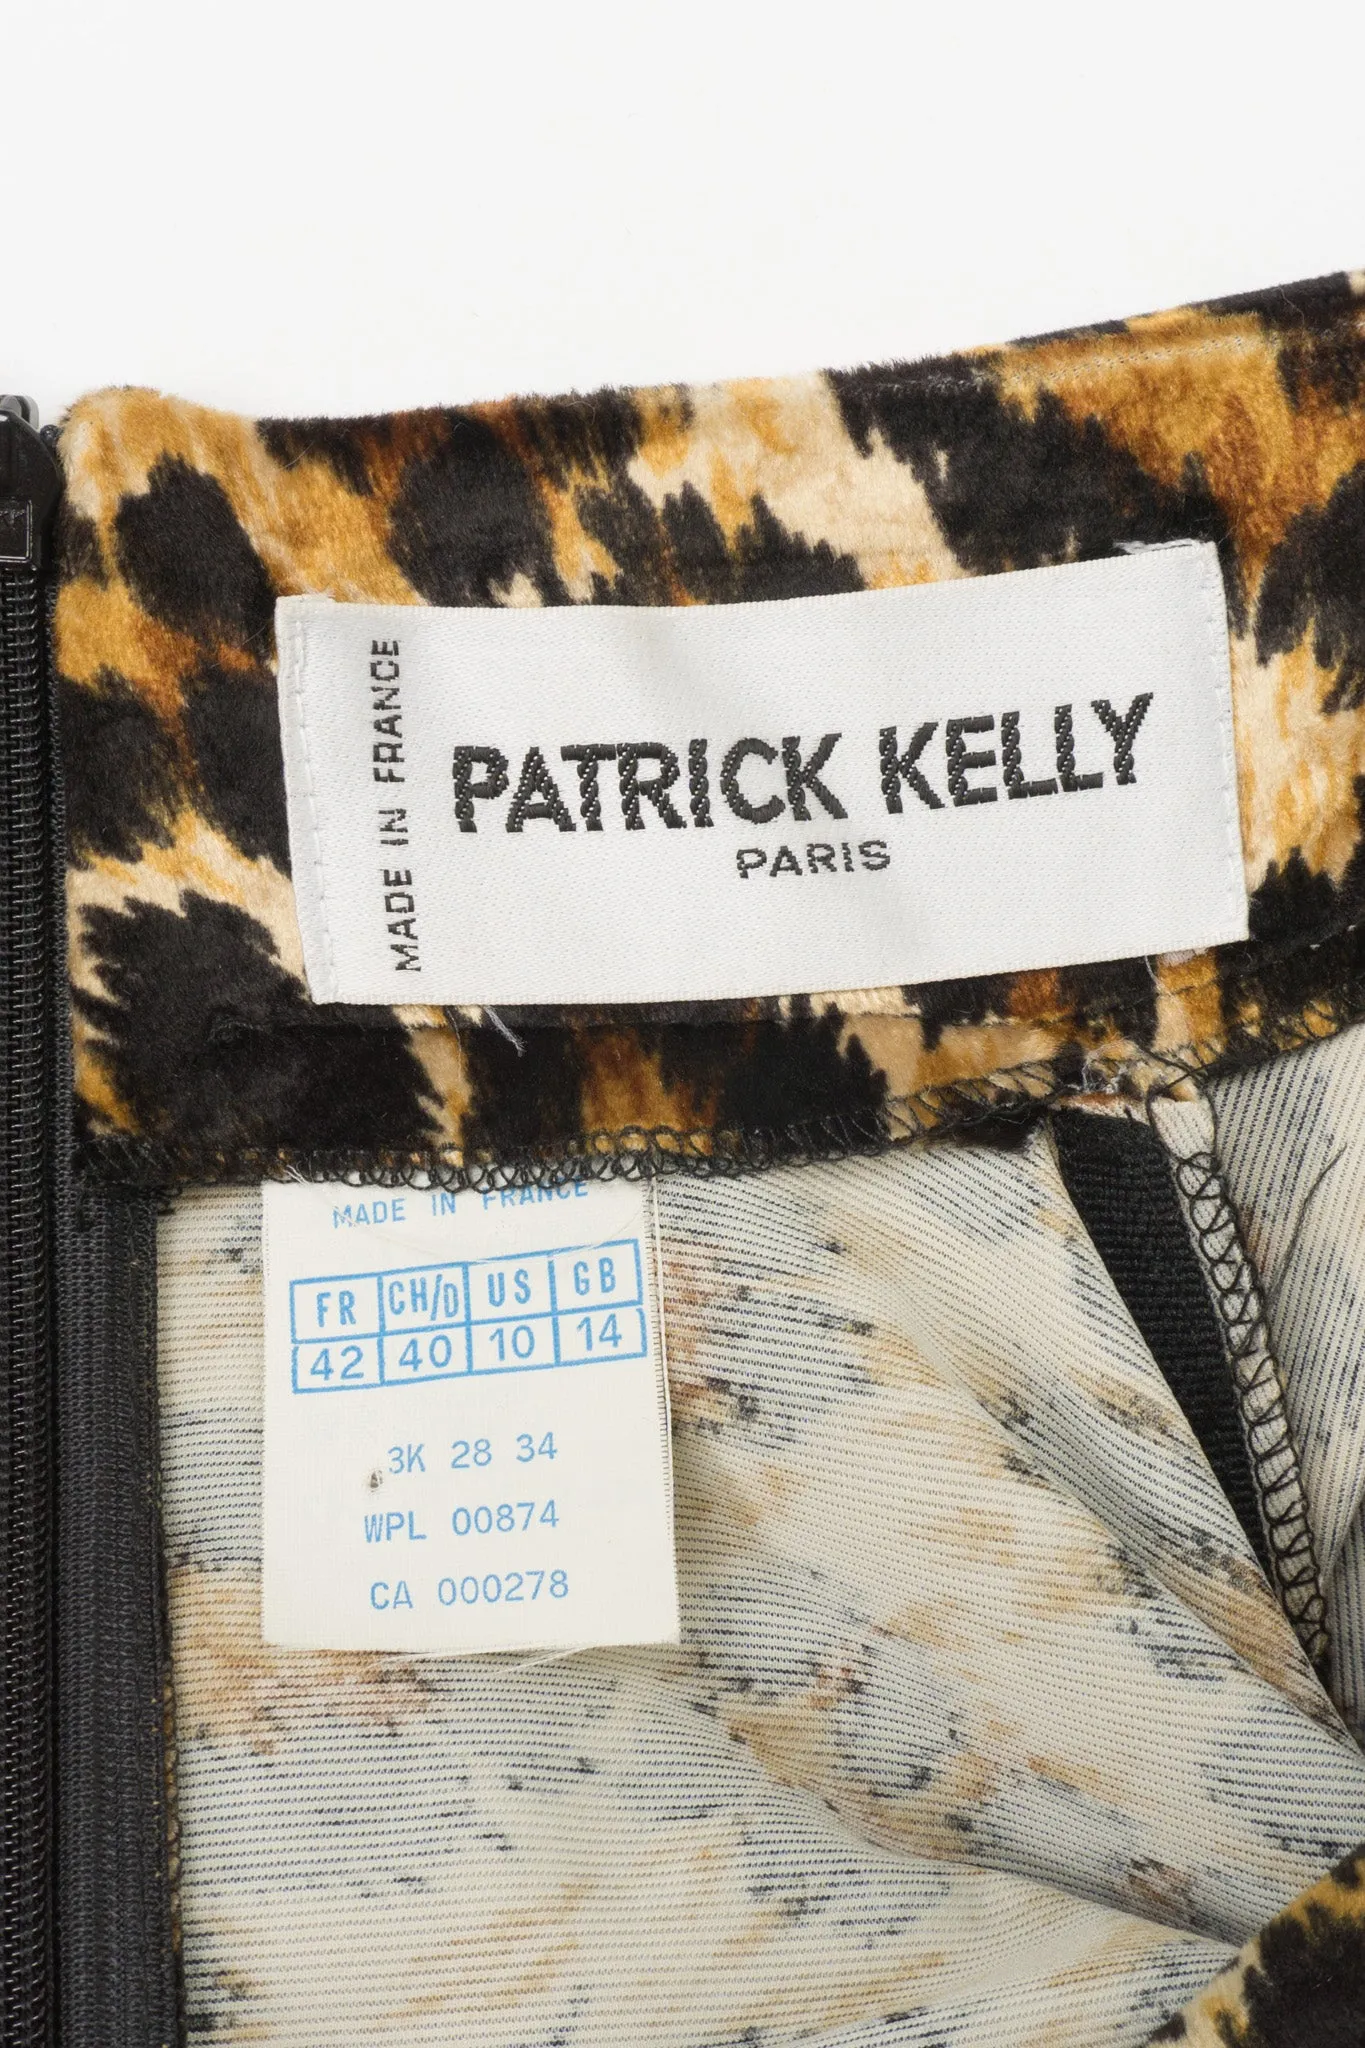 MADE IN FRANCE
PATRICK KELLY
PARIS
MADE IN FRANCE
FR CH/D US GB
42 40 10 14
3K 28 34
WPL 00874
CA 000278